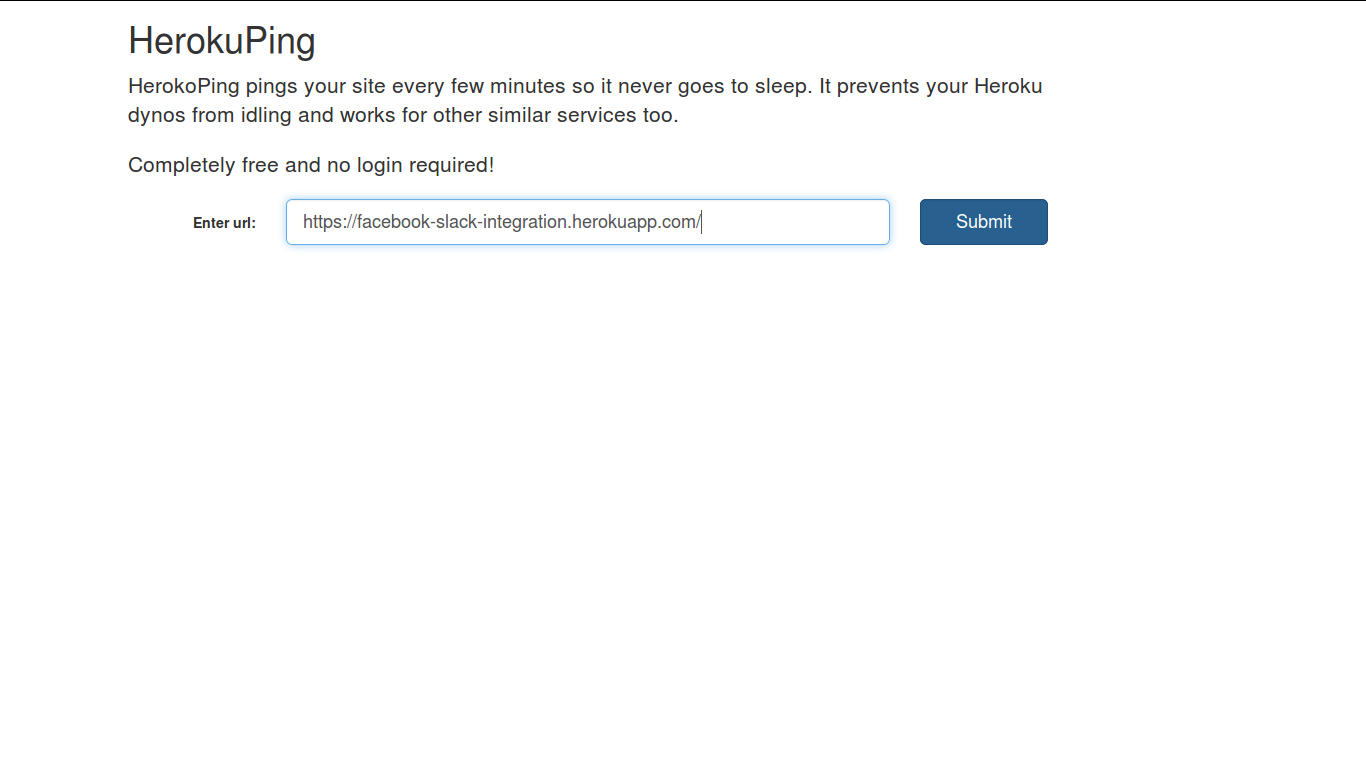 HerokuPing
HerokoPing pings your site every few minutes so it never goes to sleep. It prevents your Heroku
dynos from idling and works for other similar services too.
Completely free and no login required!
Enter url: https://facebook-slack-integration.herokuapp.com/ Submit